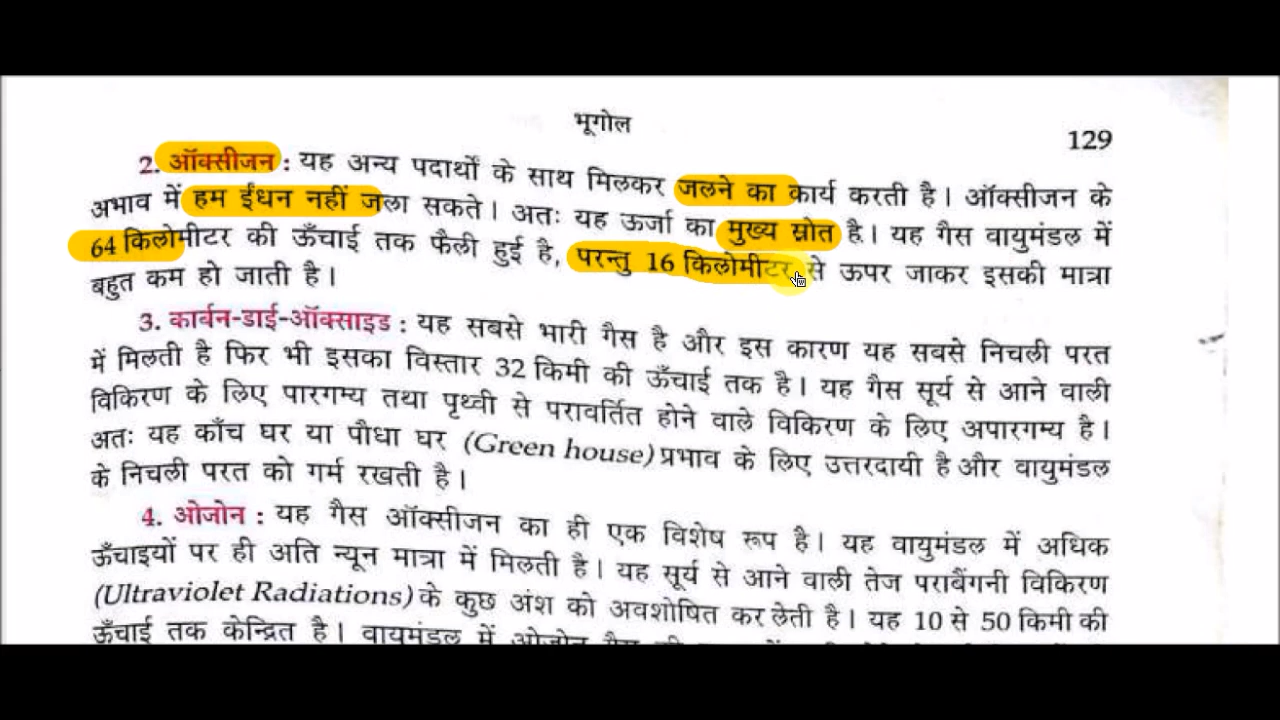 भूगोल
129
2. ऑक्सीजन : यह अन्य पदार्थों के साथ मिलकर जलने का कार्य करती है। ऑक्सीजन के
अभाव में हम ईंधन नहीं जला सकते। अतः यह ऊर्जा का मुख्य स्रोत है। यह गैस वायुमंडल में
64 किलोमीटर की ऊँचाई तक फैली हुई है, परन्तु 16 किलोमीटर से ऊपर जाकर इसकी मात्रा
बहुत कम हो जाती है।
3. कार्बन-डाई-ऑक्साइड : यह सबसे भारी गैस है और इस कारण यह सबसे निचली परत
में मिलती है फिर भी इसका विस्तार 32 किमी की ऊँचाई तक है। यह गैस सूर्य से आने वाली
विकिरण के लिए पारगम्य तथा पृथ्वी से परावर्तित होने वाले विकिरण के लिए अपारगम्य है।
अतः यह काँच घर या पौधा घर (Green house) प्रभाव के लिए उत्तरदायी है और वायुमंडल
के निचली परत को गर्म रखती है।
4. ओजोन : यह गैस ऑक्सीजन का ही एक विशेष रूप है। यह वायुमंडल में अधिक
ऊँचाइयों पर ही अति न्यून मात्रा में मिलती है। यह सूर्य से आने वाली तेज पराबैंगनी विकिरण
(Ultraviolet Radiations) के कुछ अंश को अवशोषित कर लेती है। यह 10 से 50 किमी की
ऊँचाई तक केन्द्रित है। वायुमंडल में ओजोन गैस की